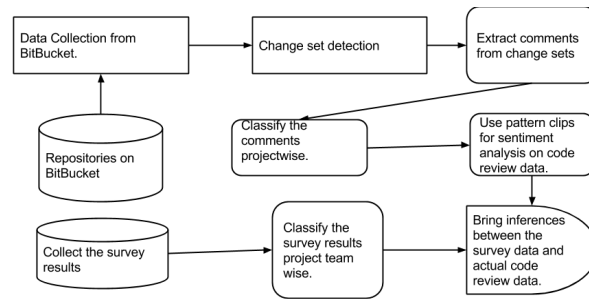 Data Collection from
BitBucket.
Change set detection
Extract comments
from change sets
Repositories on
BitBucket
Classify the
comments
projectwise.
Use pattern clips
for sentiment
analysis on code
review data.
Collect the survey
results
Classify the
survey results
project team
wise.
Bring inferences
between the
survey data and
actual code
review data.